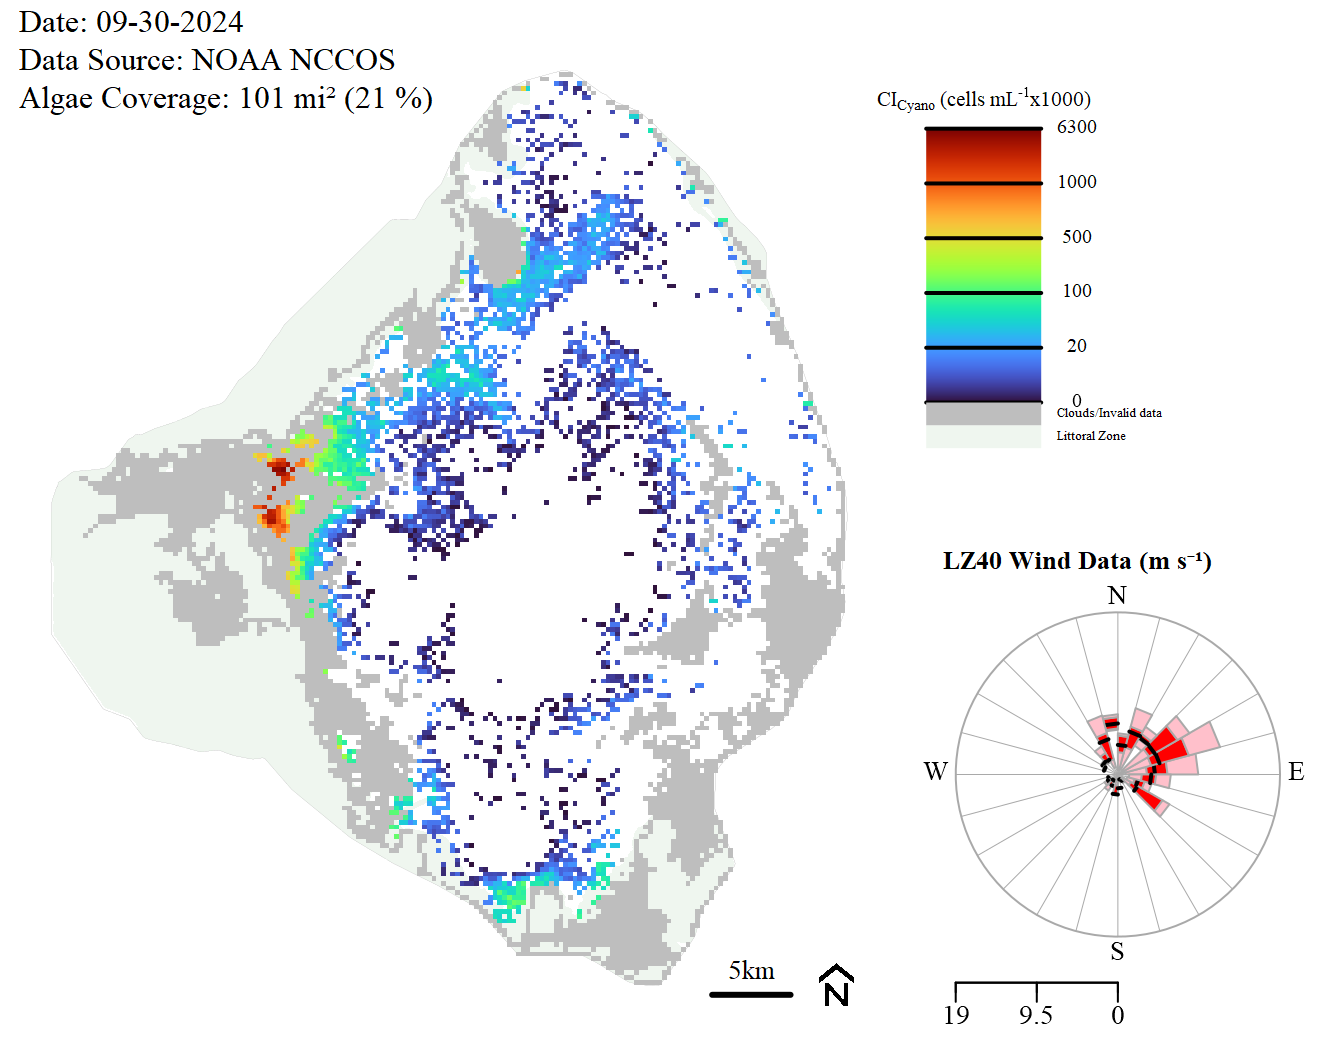 Date: 09-30-2024
Data Source: NOAA NCCOS
Algae Coverage: 101 mi² (21 %)
CICyano (cells mL-1x1000)
6300
1000
500
100
20
0
Clouds/Invalid data
Littoral Zone
LZ40 Wind Data (m s⁻¹)
N
W
E
S
5km
N
19
9.5
0